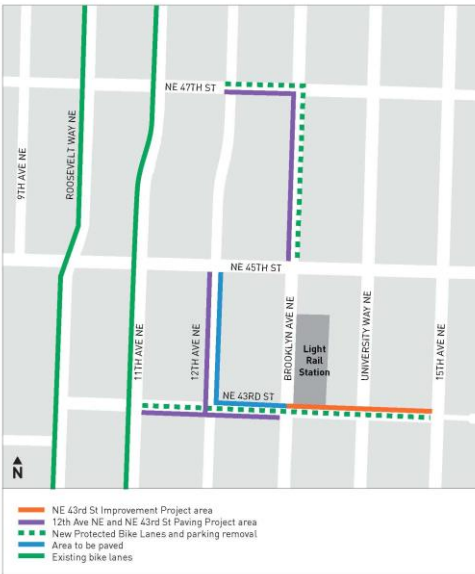 NE 47TH ST
9TH AVE NE
ROOSEVELT WAY NE
NE 45TH ST
11TH AVE NE
12TH AVE NE
BROOKLYN AVE NE
Light
Rail
Station
UNIVERSITY WAY NE
15TH AVE NE
NE 43RD ST
N
NE 43rd St Improvement Project area
12th Ave NE and NE 43rd St Paving Project area
New Protected Bike Lanes and parking removal
Area to be paved
Existing bike lanes